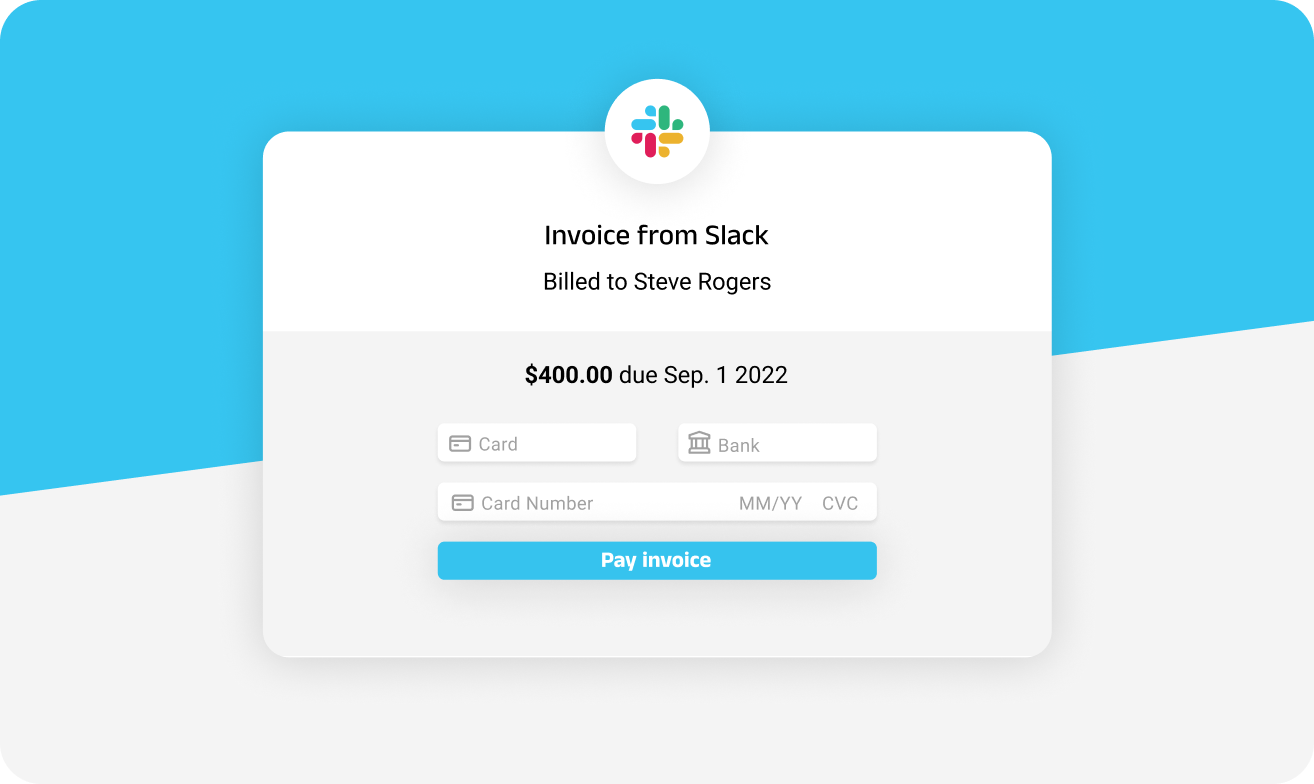 Invoice from Slack
Billed to Steve Rogers
$400.00 due Sep. 1 2022
Card Bank
Card Number MM/YY CVC
Pay invoice